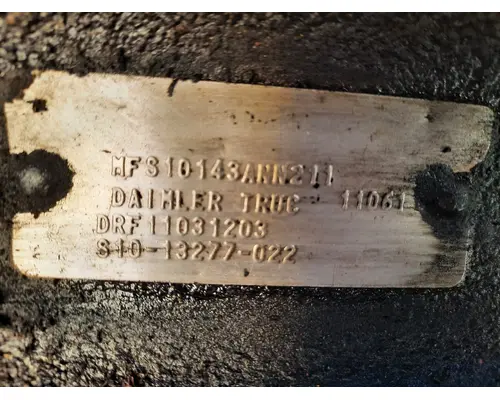 MFS10143ANN211
DAIMLER TRUC 11061
DRF11031203
S10-13277-022